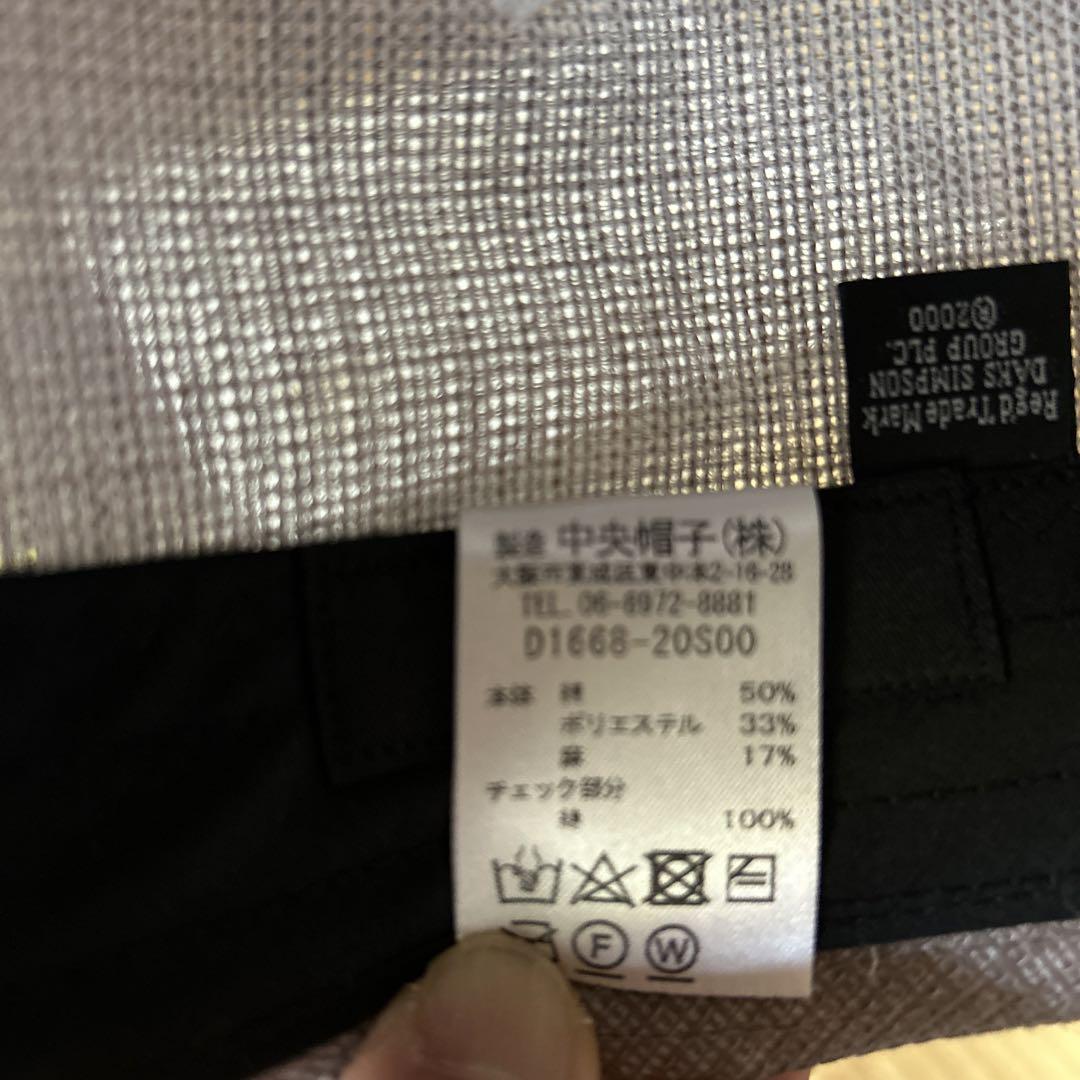 Reg'd Trade Mark
DAKS SIMPSON
GROUP PLC.
©2000
製造 中央帽子(株)
大阪市東成区東中本2-16-28
TEL.06-6972-8881
D1668-20S00
本体 綿 50%
ポリエステル 33%
麻 17%
チェック部分
綿 100%
F W